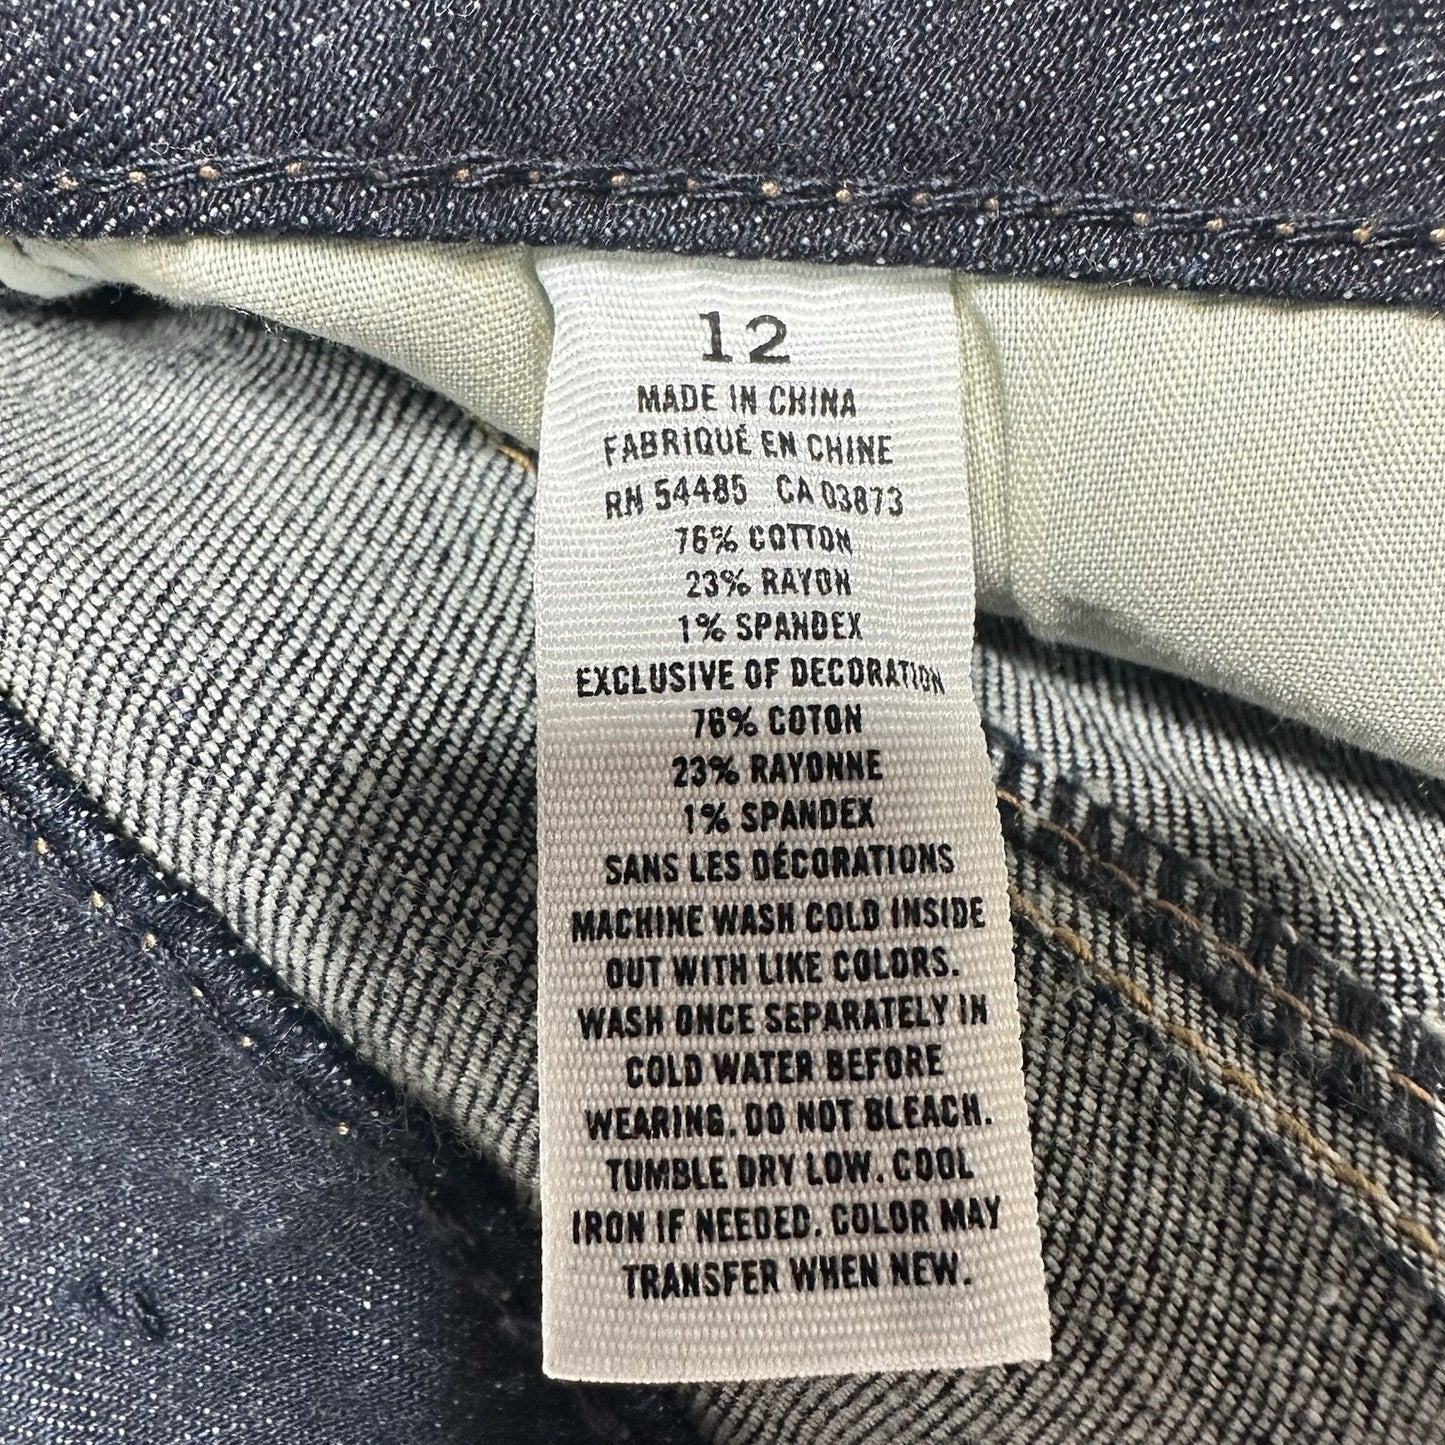 12
MADE IN CHINA
FABRIQUÉ EN CHINE
RN 54485 CA 03873
76% COTTON
23% RAYON
1% SPANDEX
EXCLUSIVE OF DECORATION
76% COTON
23% RAYONNE
1% SPANDEX
SANS LES DÉCORATIONS
MACHINE WASH COLD INSIDE
OUT WITH LIKE COLORS.
WASH ONCE SEPARATELY IN
COLD WATER BEFORE
WEARING. DO NOT BLEACH.
TUMBLE DRY LOW. COOL
IRON IF NEEDED. COLOR MAY
TRANSFER WHEN NEW.